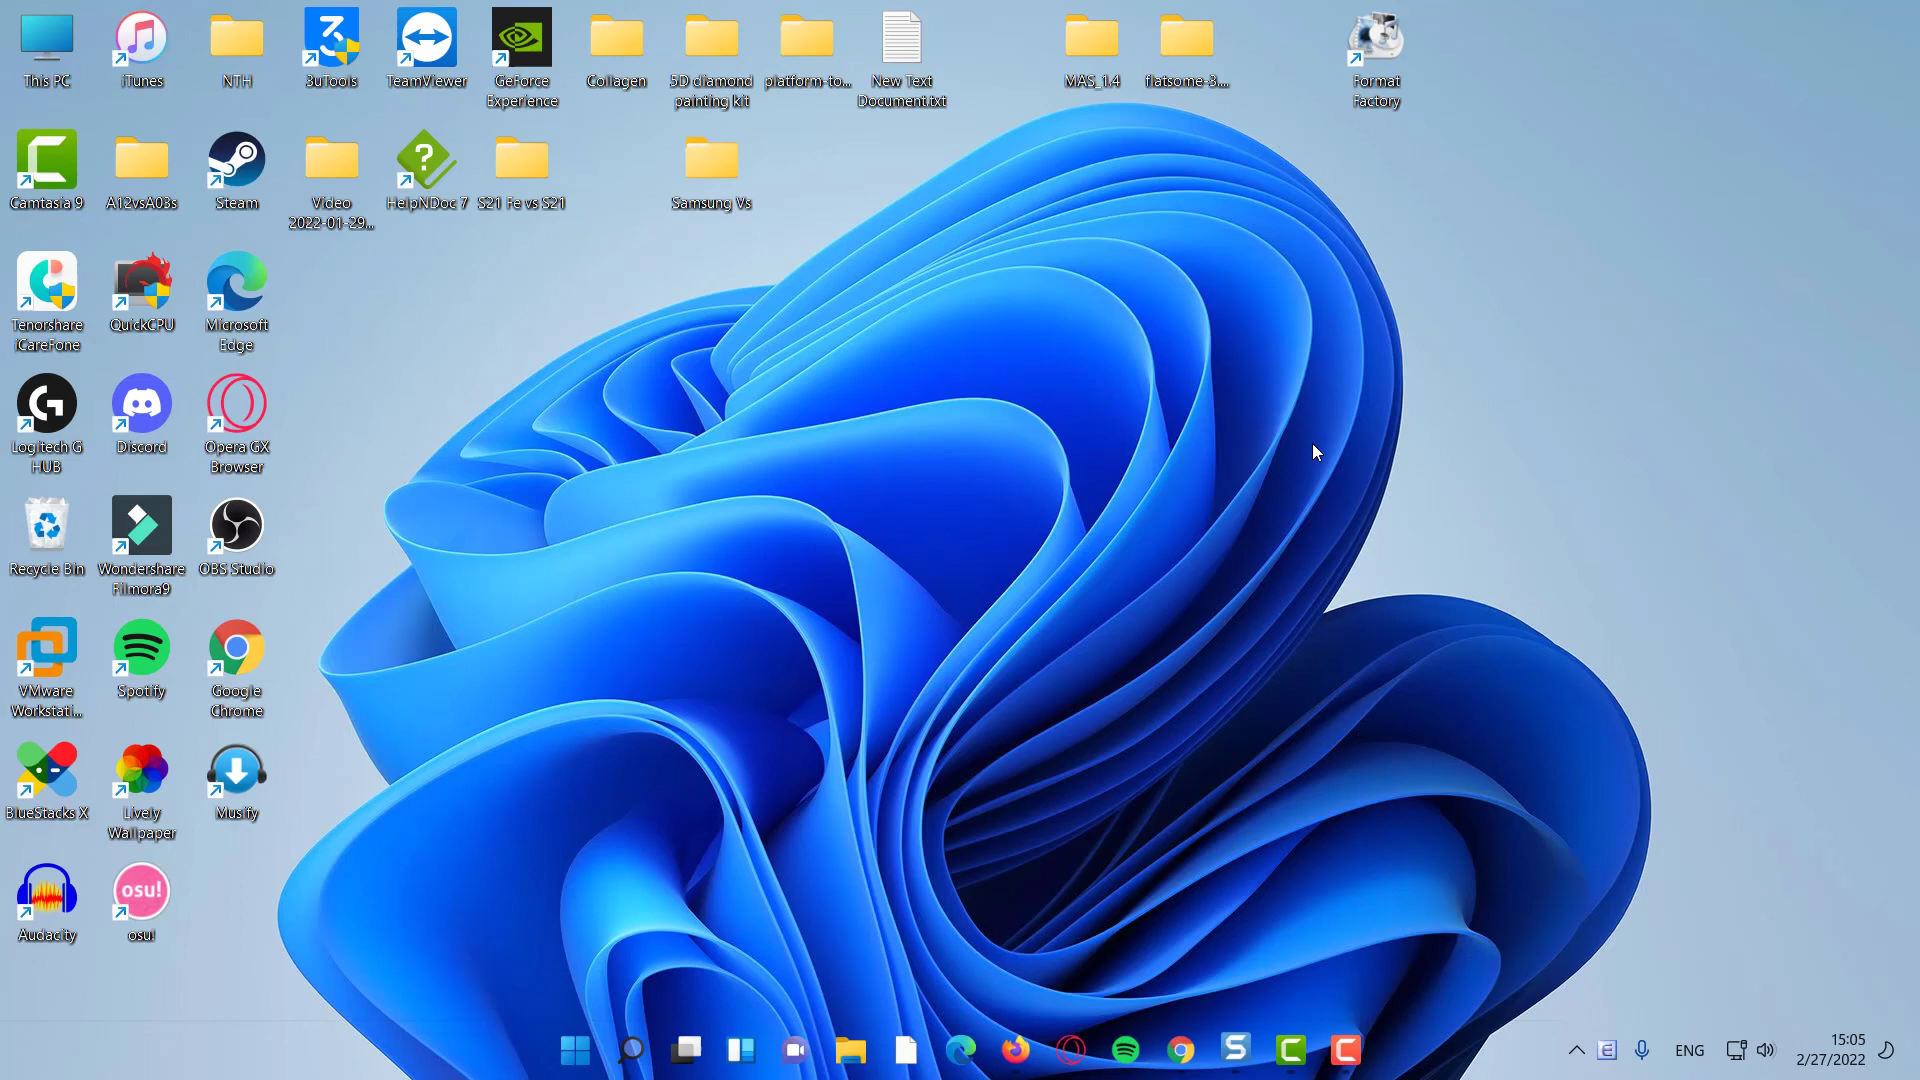 This PC
iTunes
NTH
3uTools
TeamViewer
GeForce
Experience
Collagen
5D diamond
painting kit
platform-to...
New Text
Document.txt
MAS_1.4
flatsome-3....
Format
Factory
Camtasia 9
A12vsA03s
Steam
Video
2022-01-29...
HelpNDoc 7
S21 Fe vs S21
Samsung Vs
Tenorshare
iCareFone
QuickCPU
Microsoft
Edge
Logitech G
HUB
Discord
Opera GX
Browser
Recycle Bin
Wondershare
Filmora9
OBS Studio
VMware
Workstati...
Spotify
Google
Chrome
BlueStacks X
Lively
Wallpaper
Musify
Audacity
osu!
osu!
ENG
15:05
2/27/2022